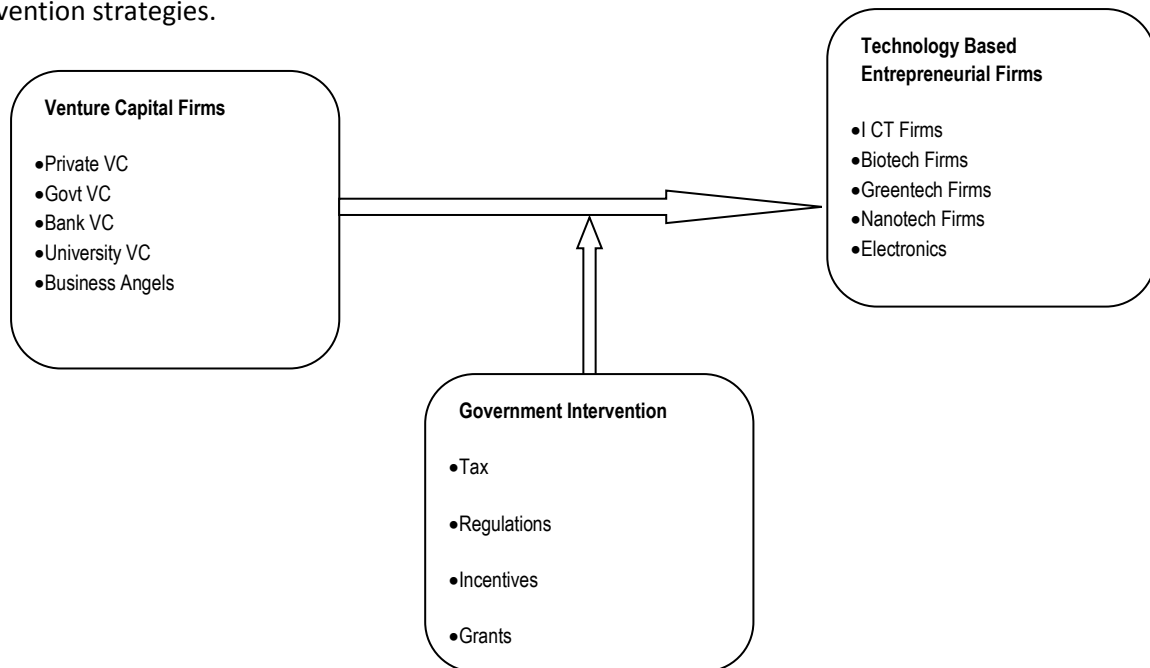 vention strategies.
Technology Based
Entrepreneurial Firms
•I CT Firms
•Biotech Firms
•Greentech Firms
•Nanotech Firms
•Electronics
Venture Capital Firms
•Private VC
•Govt VC
•Bank VC
•University VC
•Business Angels
Government Intervention
•Tax
•Regulations
•Incentives
•Grants